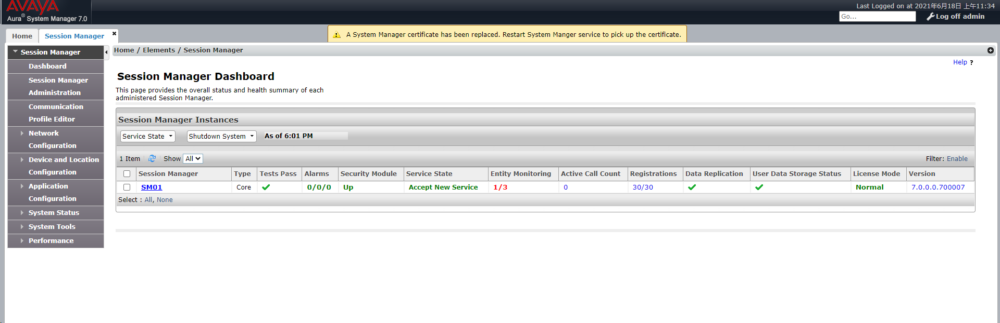 AVAYA
Aura® System Manager 7.0
Last Logged on at 2021年6月18日 上午11:34
Go...
Log off admin
Home
Session Manager
A System Manager certificate has been replaced. Restart System Manger service to pick up the certificate.
Session Manager
Dashboard
Session Manager
Administration
Communication
Profile Editor
Network
Configuration
Device and Location
Configuration
Application
Configuration
System Status
System Tools
Performance
Home / Elements / Session Manager
Help ?
Session Manager Dashboard
This page provides the overall status and health summary of each
administered Session Manager.
Session Manager Instances
Service State Shutdown System As of 6:01 PM
1 Item Show All Filter: Enable
Session Manager Type Tests Pass Alarms Security Module Service State Entity Monitoring Active Call Count Registrations Data Replication User Data Storage Status License Mode Version
SM01 Core 0/0/0 Up Accept New Service 1/3 0 30/30 Normal 7.0.0.0.700007
Select : All, None